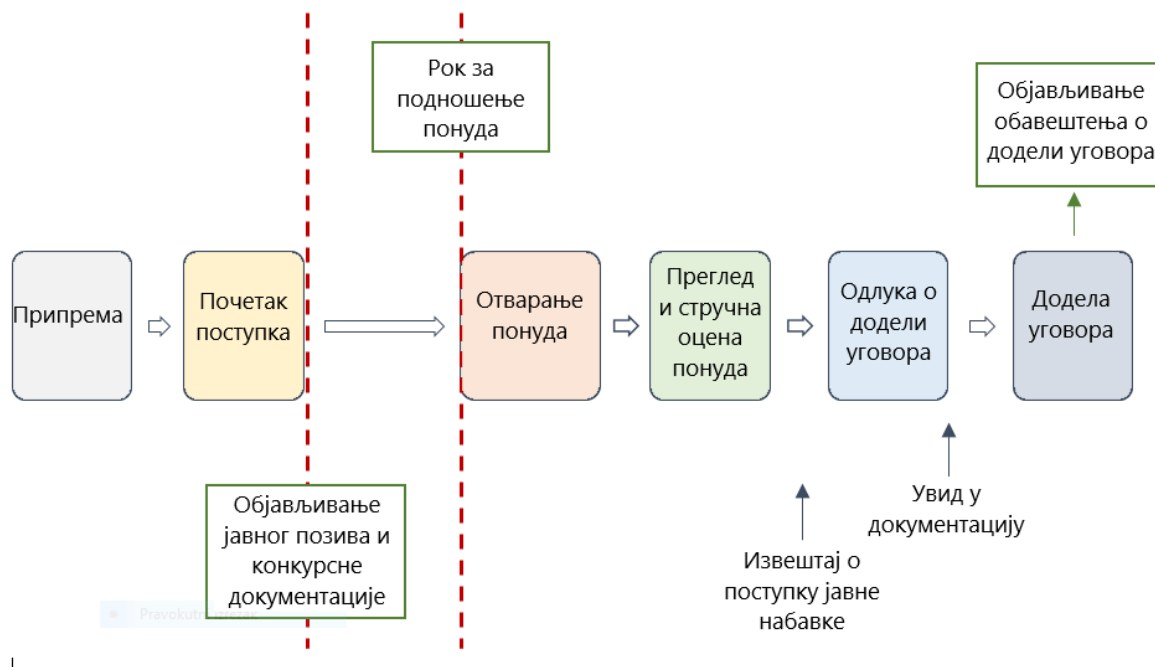 Рок за
подношење
понуда
Објављивање
обавештења о
додели уговора
Припрема
Почетак
поступка
Отварање
понуда
Преглед
и стручна
оцена
понуда
Одлука о
додели
уговора
Додела
уговора
Објављивање
јавног позива и
конкурсне
документације
Извештај о
поступку јавне
набавке
Увид у
документацију
Pravokutni